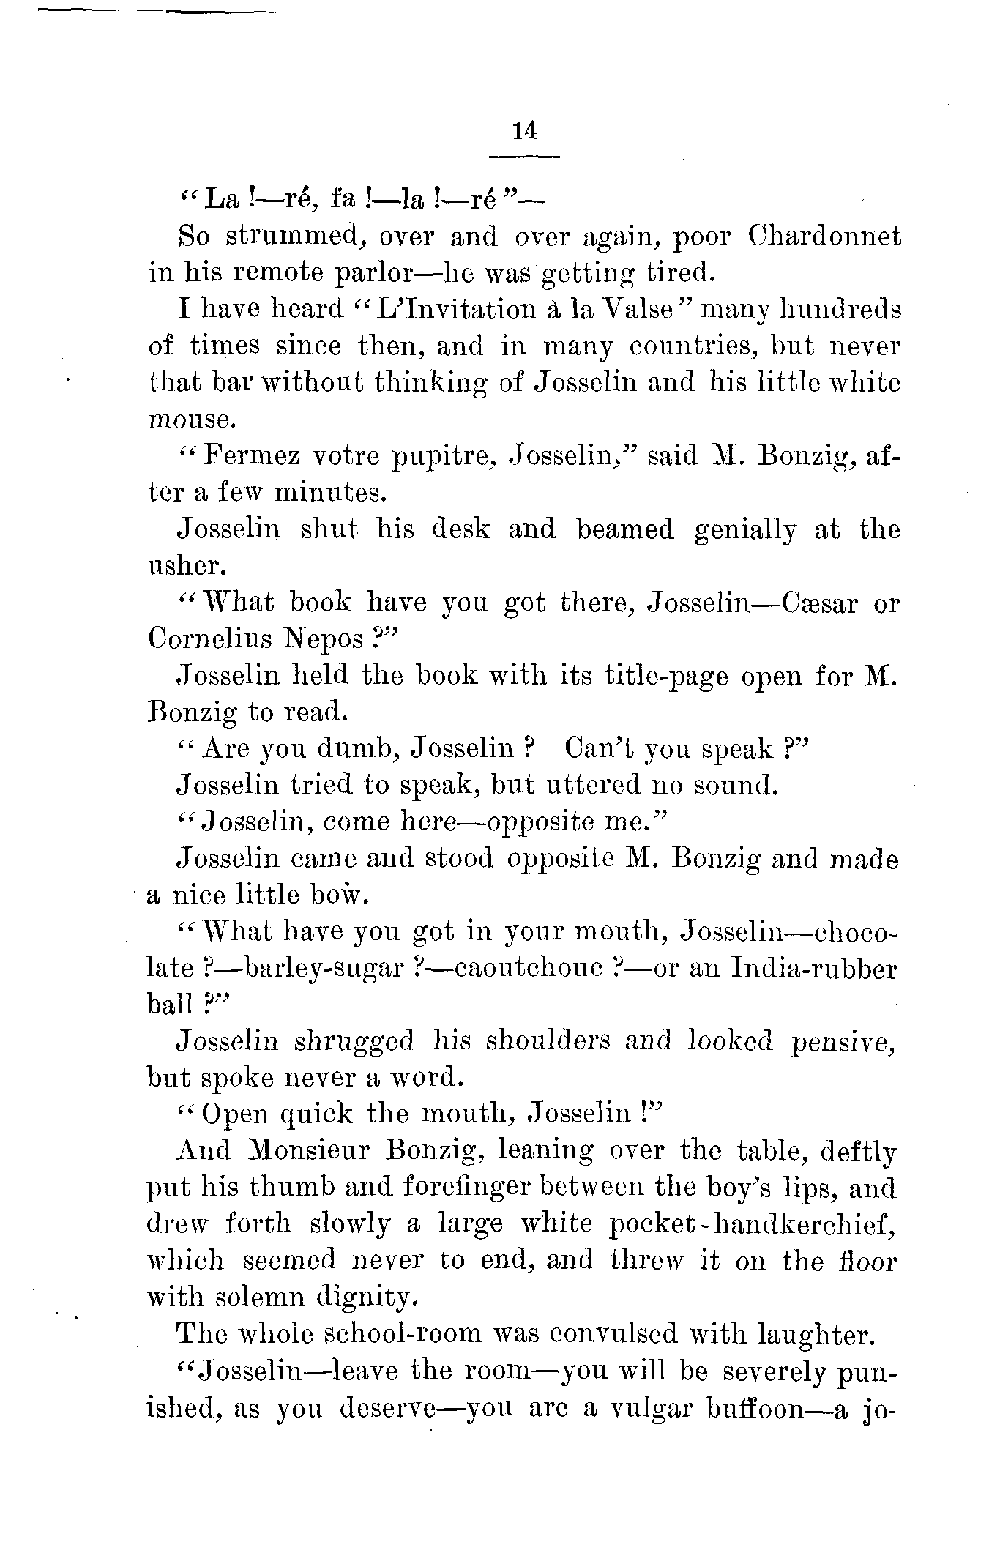 14
“La !—ré, fa !—la !—ré”—
So strummed, over and over again, poor Chardonnet
in his remote parlor—he was getting tired.
I have heard “L’Invitation à la Valse” many hundreds
of times since then, and in many countries, but never
that bar without thinking of Josselin and his little white
mouse.
“Fermez votre pupitre, Josselin,” said M. Bonzig, af-
ter a few minutes.
Josselin shut his desk and beamed genially at the
usher.
“What book have you got there, Josselin—Cæsar or
Cornelius Nepos ?”
Josselin held the book with its title-page open for M.
Bonzig to read.
“Are you dumb, Josselin ? Can’t you speak ?”
Josselin tried to speak, but uttered no sound.
“Josselin, come here—opposite me.”
Josselin came and stood opposite M. Bonzig and made
a nice little bow.
“What have you got in your mouth, Josselin—choco-
late ?—barley-sugar ?—caoutchouc ?—or an India-rubber
ball ?”
Josselin shrugged his shoulders and looked pensive,
but spoke never a word.
“Open quick the mouth, Josselin !”
And Monsieur Bonzig, leaning over the table, deftly
put his thumb and forefinger between the boy’s lips, and
drew forth slowly a large white pocket-handkerchief,
which seemed never to end, and threw it on the floor
with solemn dignity.
The whole school-room was convulsed with laughter.
“Josselin—leave the room—you will be severely pun-
ished, as you deserve—you are a vulgar buffoon—a jo-